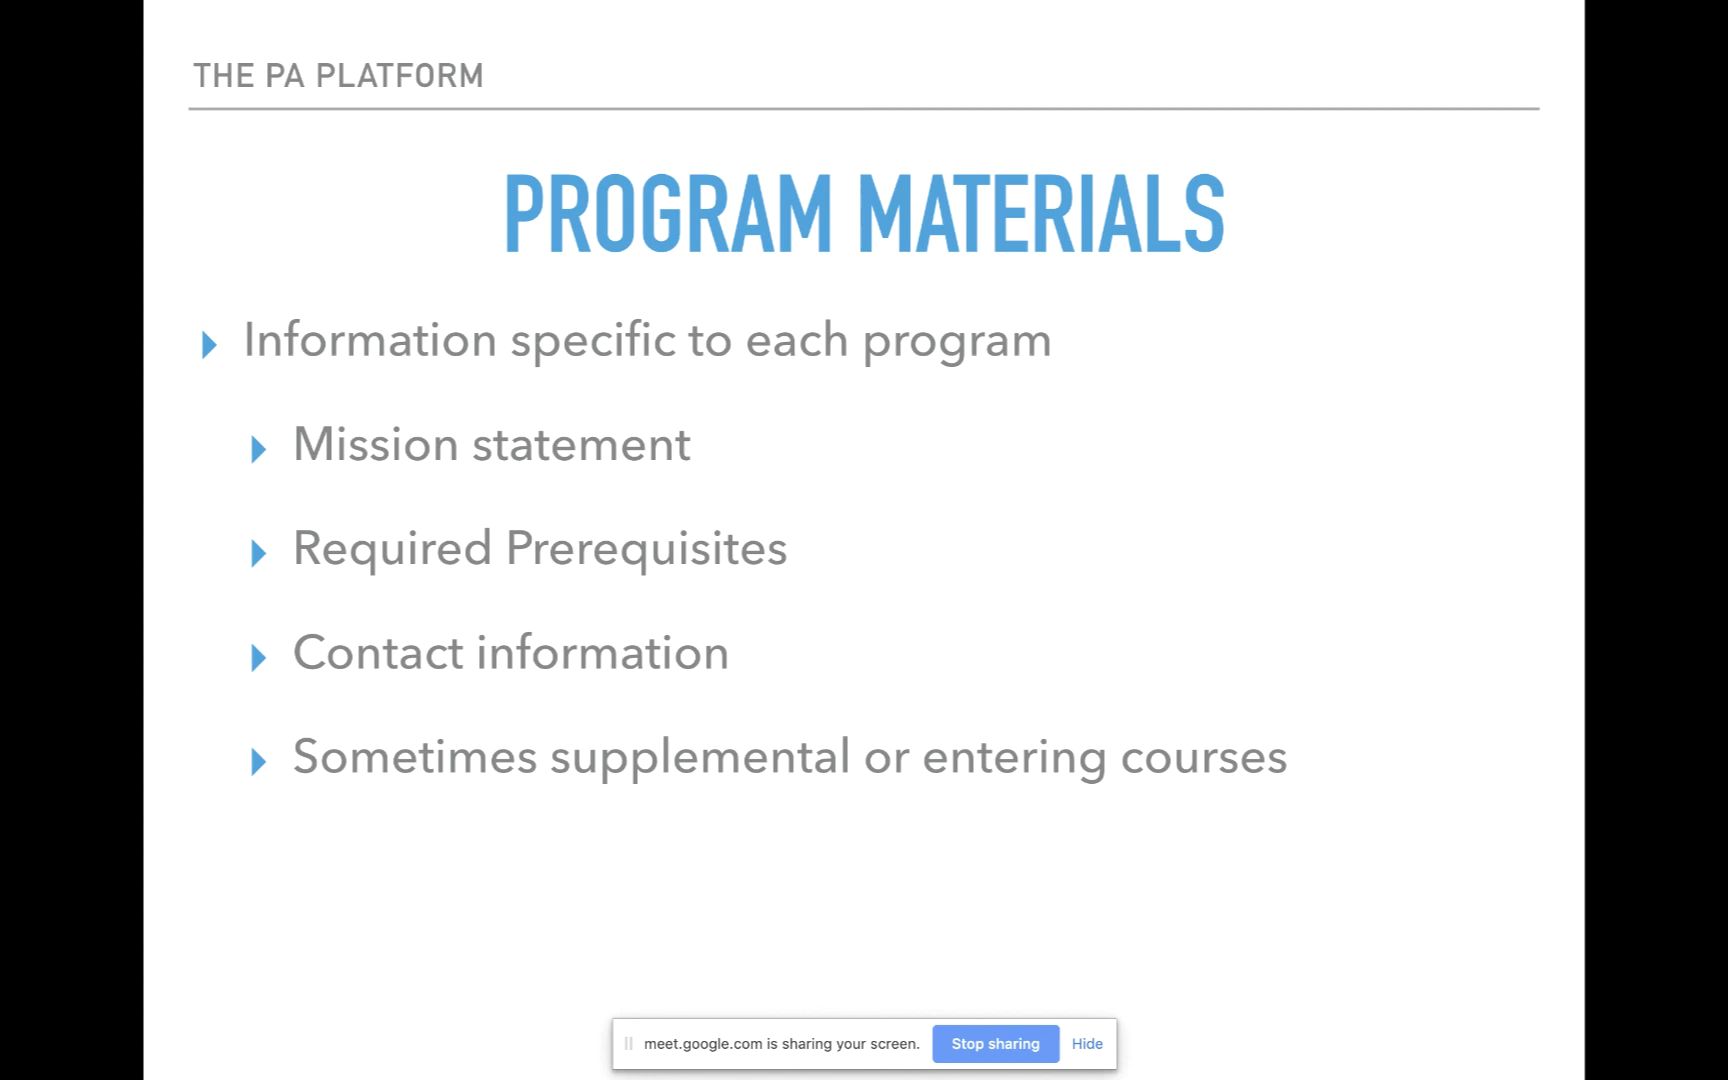 THE PA PLATFORM
PROGRAM MATERIALS
Information specific to each program
Mission statement
Required Prerequisites
Contact information
Sometimes supplemental or entering courses
meet.google.com is sharing your screen. Stop sharing Hide